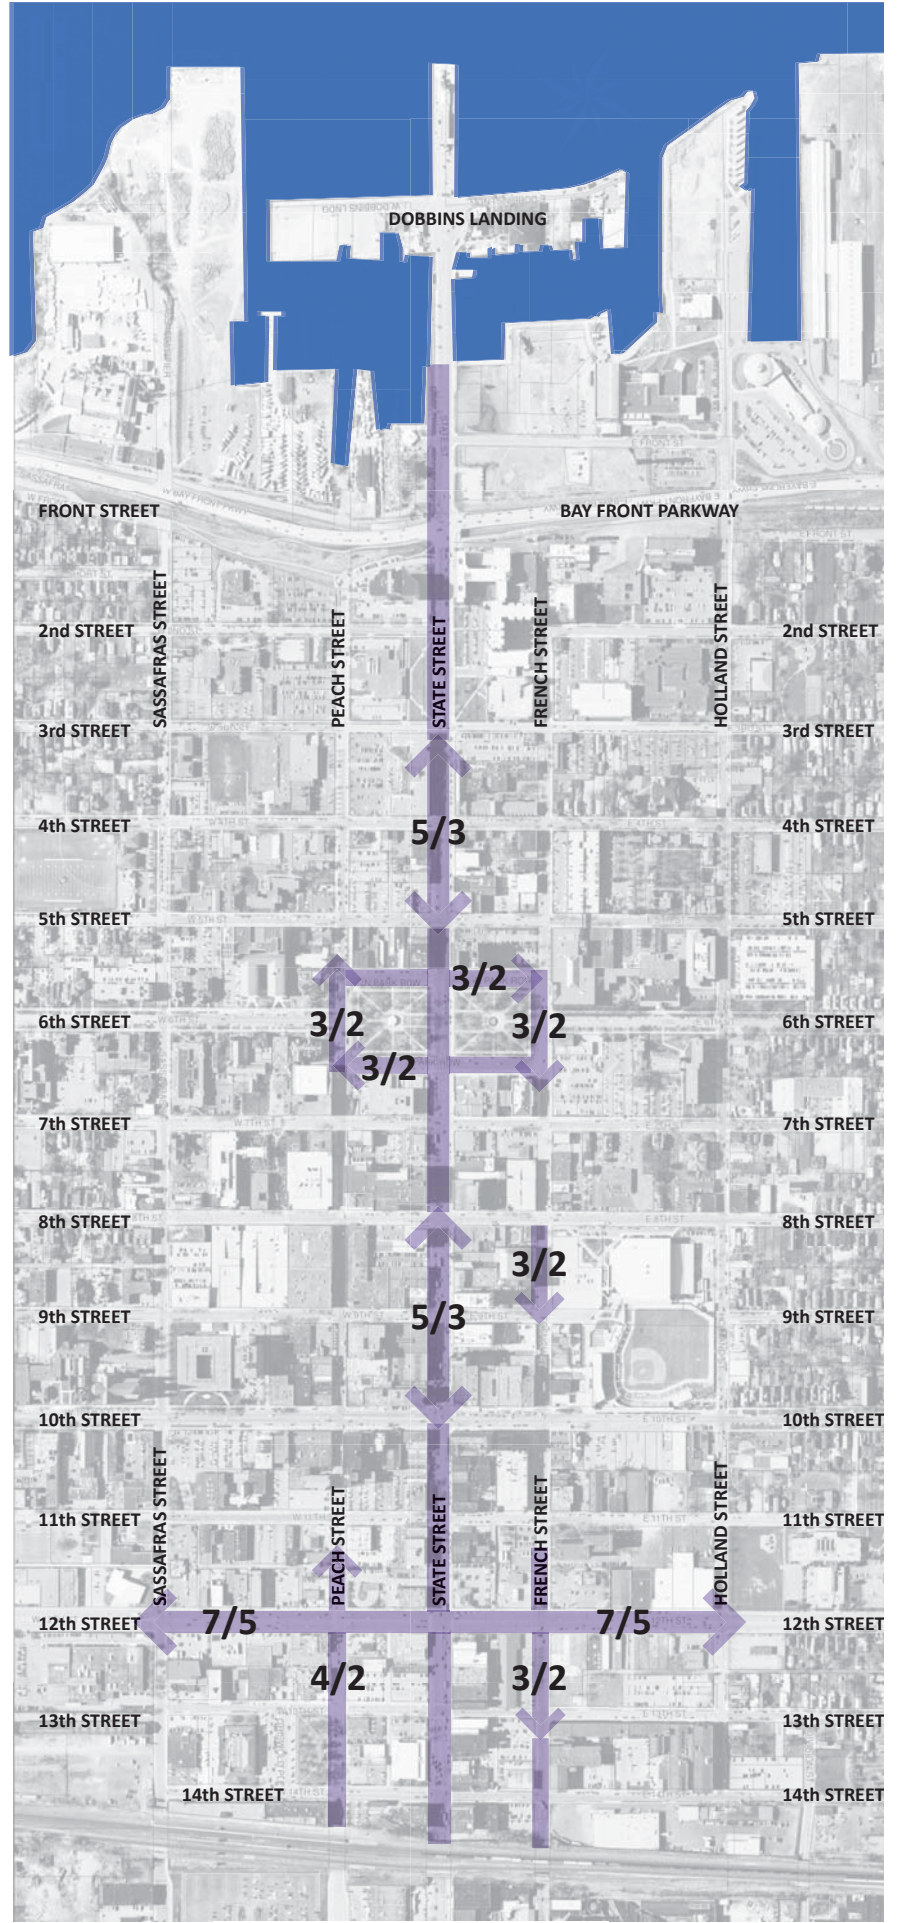 DOBBINS LANDING
E FRONT ST
FRONT STREET
BAY FRONT PARKWAY
SASSAFRAS STREET
PEACH STREET
STATE STREET
FRENCH STREET
HOLLAND STREET
2nd STREET
2nd STREET
3rd STREET
3rd STREET
4th STREET
5/3
4th STREET
5th STREET
5th STREET
3/2
6th STREET
3/2
3/2
6th STREET
3/2
7th STREET
7th STREET
8th STREET
8th STREET
3/2
9th STREET
5/3
9th STREET
10th STREET
10th STREET
SASSAFRAS STREET
PEACH STREET
STATE STREET
FRENCH STREET
HOLLAND STREET
11th STREET
11th STREET
12th STREET
7/5
7/5
12th STREET
4/2
3/2
13th STREET
13th STREET
14th STREET
14th STREET